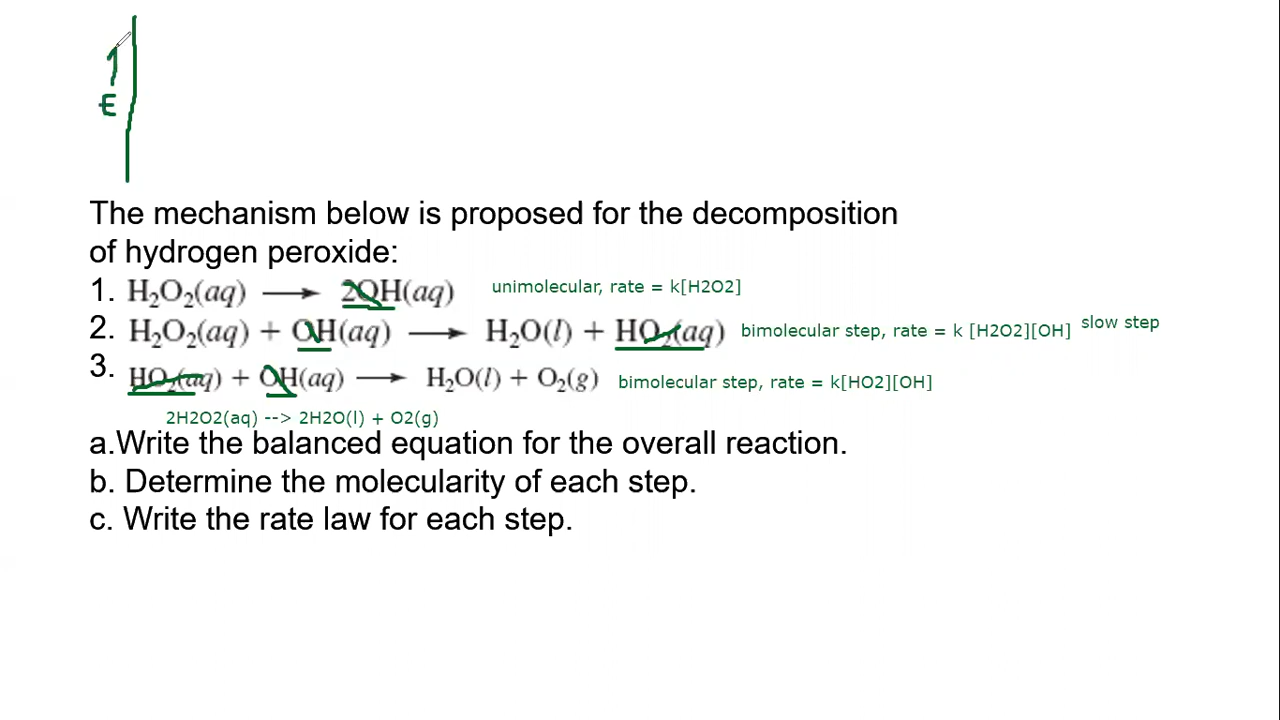 E
The mechanism below is proposed for the decomposition
of hydrogen peroxide:
1. H₂O₂(aq) ⟶ 2OH(aq) unimolecular, rate = k[H2O2]
2. H₂O₂(aq) + OH(aq) ⟶ H₂O(l) + HO₂(aq) bimolecular step, rate = k [H2O2][OH] slow step
3. HO₂(aq) + OH(aq) ⟶ H₂O(l) + O₂(g) bimolecular step, rate = k[HO2][OH]
2H2O2(aq) --> 2H2O(l) + O2(g)
a.Write the balanced equation for the overall reaction.
b. Determine the molecularity of each step.
c. Write the rate law for each step.